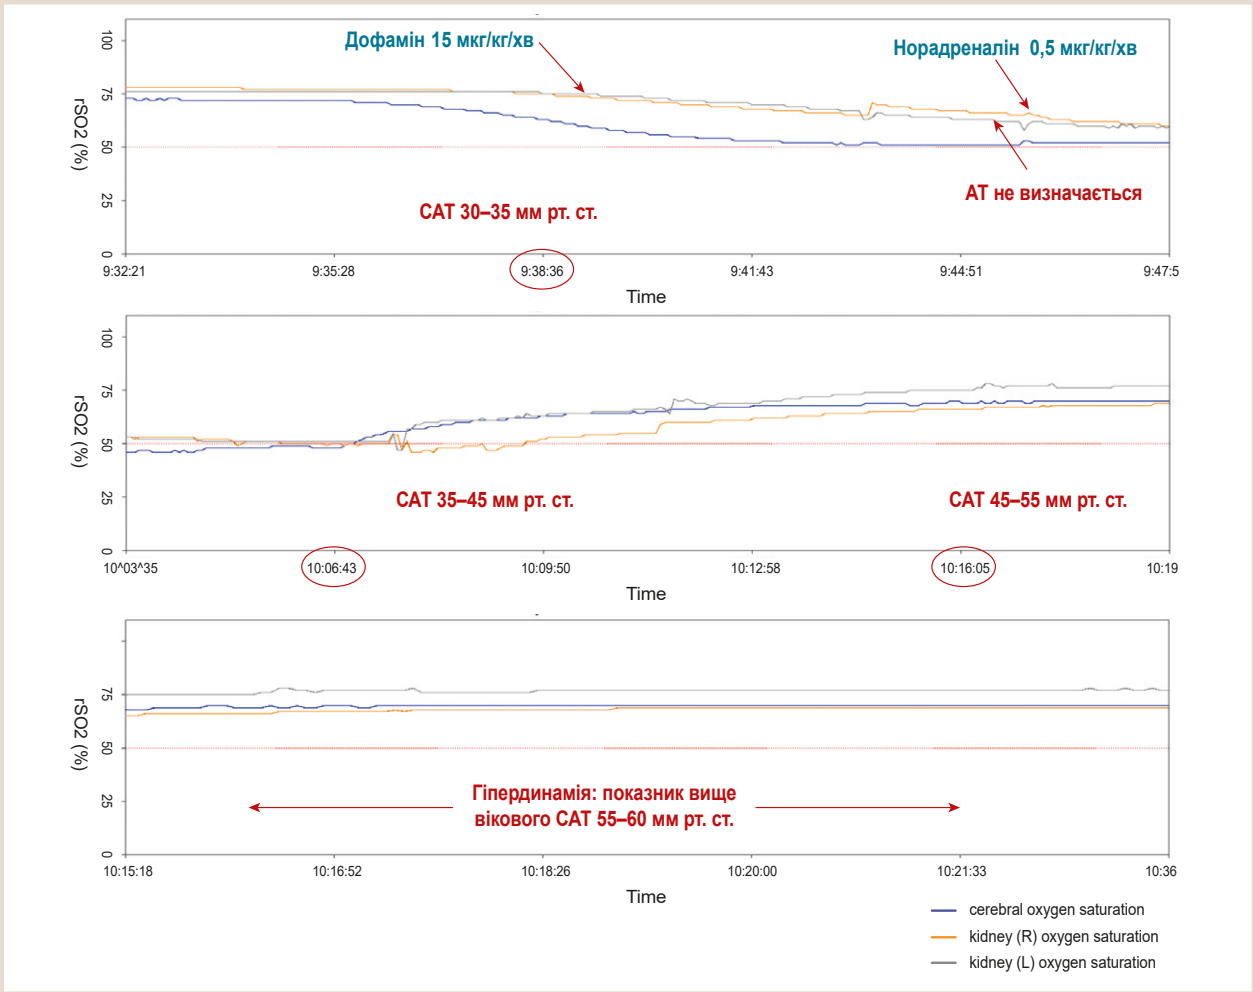 Дофамін 15 мкг/кг/хв
Норадреналін 0,5 мкг/кг/хв
rSO2 (%)
100
75
50
25
0
САТ 30–35 мм рт. ст.
АТ не визначається
9:32:21
9:35:28
9:38:36
9:41:43
9:44:51
9:47:5
Time
rSO2 (%)
100
75
50
25
0
САТ 35–45 мм рт. ст.
САТ 45–55 мм рт. ст.
10^03^35
10:06:43
10:09:50
10:12:58
10:16:05
10:19
Time
rSO2 (%)
75
50
25
0
Гіпердинамія: показник вище
вікового САТ 55–60 мм рт. ст.
10:15:18
10:16:52
10:18:26
10:20:00
10:21:33
10:36
Time
cerebral oxygen saturation
kidney (R) oxygen saturation
kidney (L) oxygen saturation